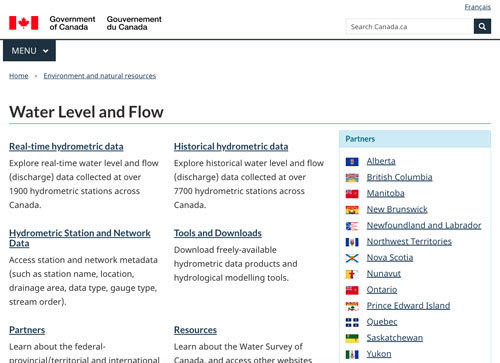 Français
Government of Canada
Gouvernement du Canada
Search Canada.ca
MENU
Home
Environment and natural resources
Water Level and Flow
Real-time hydrometric data
Explore real-time water level and flow
(discharge) data collected at over
1900 hydrometric stations across
Canada.
Historical hydrometric data
Explore historical water level and flow
(discharge) data collected at over
7700 hydrometric stations across
Canada.
Hydrometric Station and Network
Data
Access station and network metadata
(such as station name, location,
drainage area, data type, gauge type,
stream order).
Tools and Downloads
Download freely-available
hydrometric data products and
hydrological modelling tools.
Partners
Learn about the federal-
provincial/territorial and international
Resources
Learn about the Water Survey of
Canada, and access other websites
Partners
Alberta
British Columbia
Manitoba
New Brunswick
Newfoundland and Labrador
Northwest Territories
Nova Scotia
Nunavut
Ontario
Prince Edward Island
Quebec
Saskatchewan
Yukon